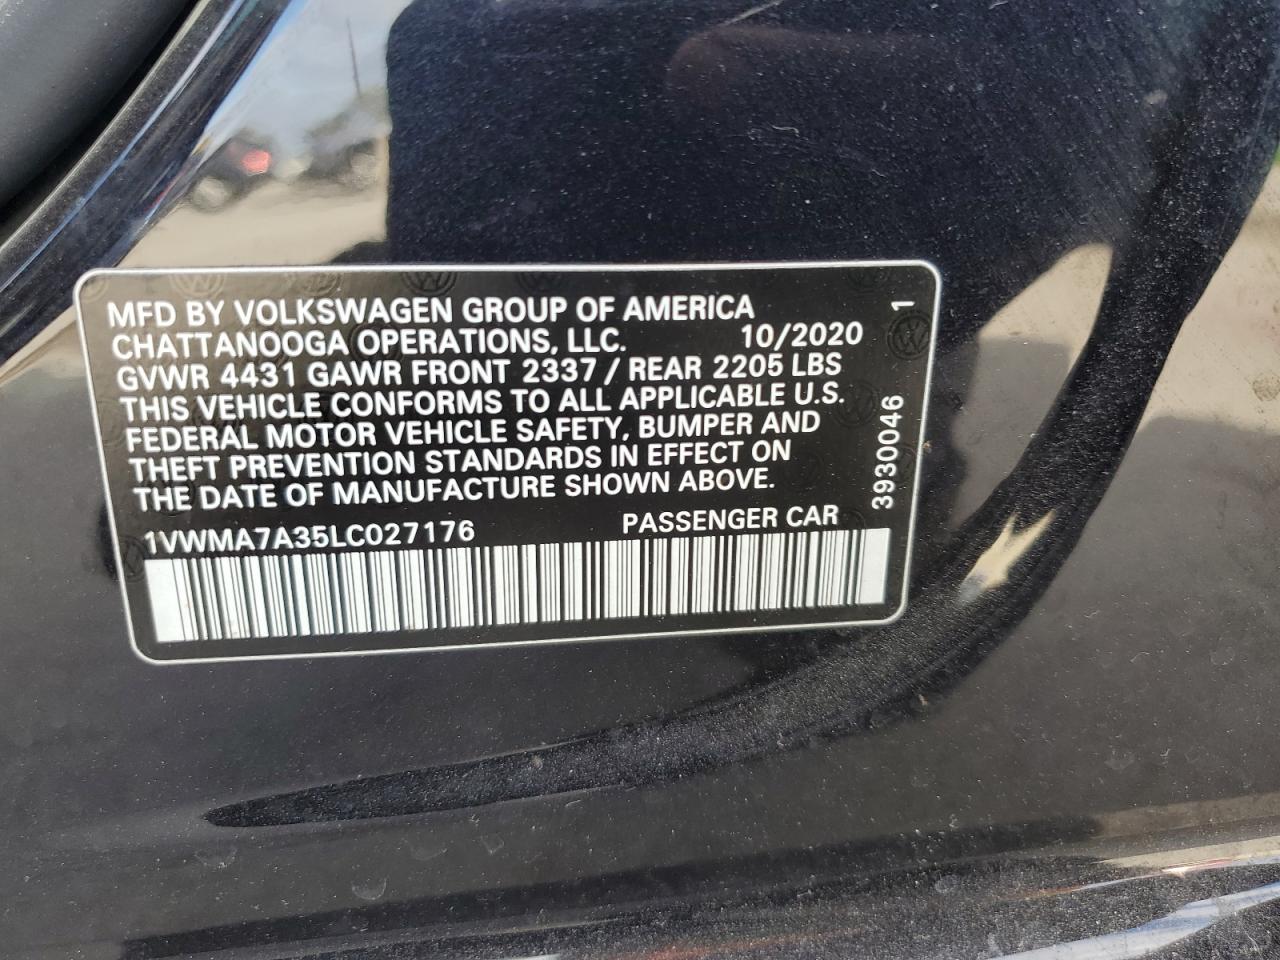 MFD BY VOLKSWAGEN GROUP OF AMERICA
CHATTANOOGA OPERATIONS, LLC. 10/2020
GVWR 4431 GAWR FRONT 2337 / REAR 2205 LBS
THIS VEHICLE CONFORMS TO ALL APPLICABLE U.S.
FEDERAL MOTOR VEHICLE SAFETY, BUMPER AND
THEFT PREVENTION STANDARDS IN EFFECT ON
THE DATE OF MANUFACTURE SHOWN ABOVE.
1VWMA7A35LC027176 PASSENGER CAR
3930046 1